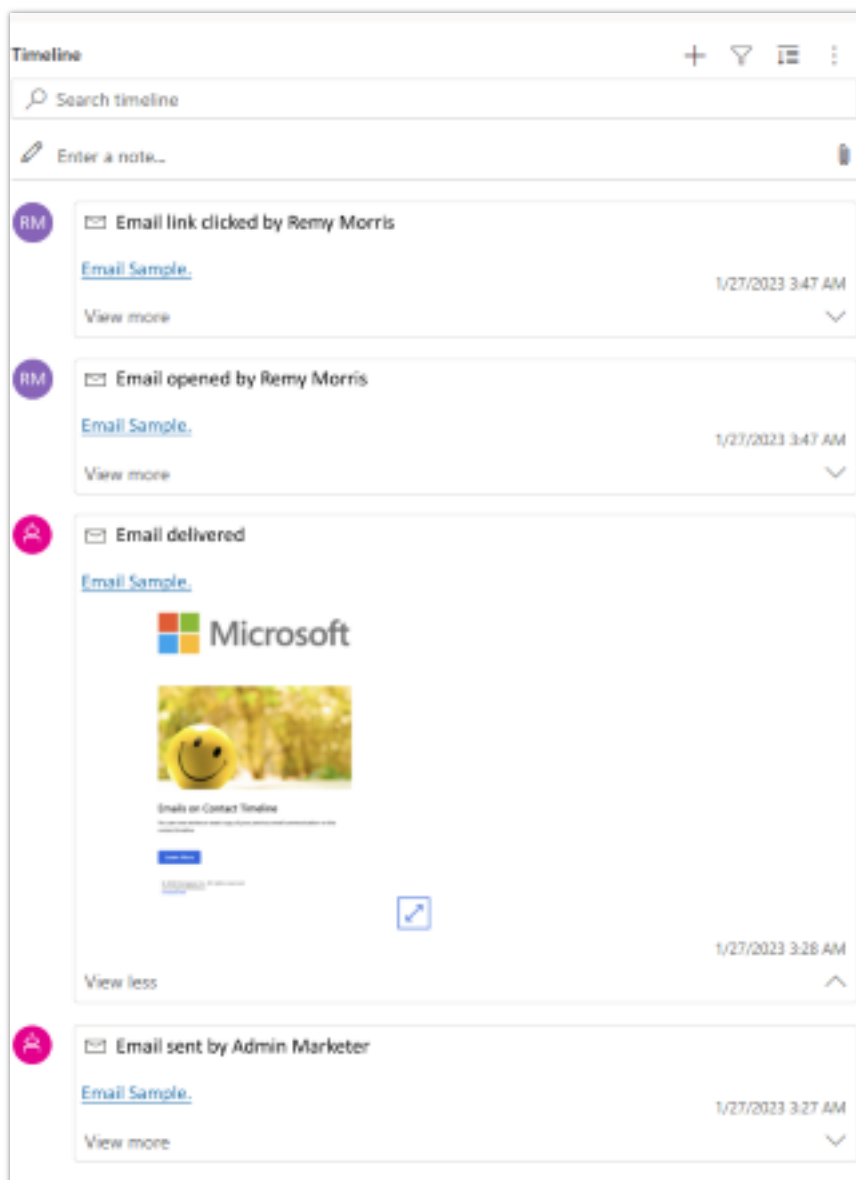 Timeline
Search timeline
Enter a note...
RM
Email link clicked by Remy Morris
Email Sample.
1/27/2023 3:47 AM
View more
RM
Email opened by Remy Morris
Email Sample.
1/27/2023 3:47 AM
View more
Email delivered
Email Sample.
Microsoft
Emails on Contact Timeline
Learn More
1/27/2023 3:28 AM
View less
Email sent by Admin Marketer
Email Sample.
1/27/2023 3:27 AM
View more